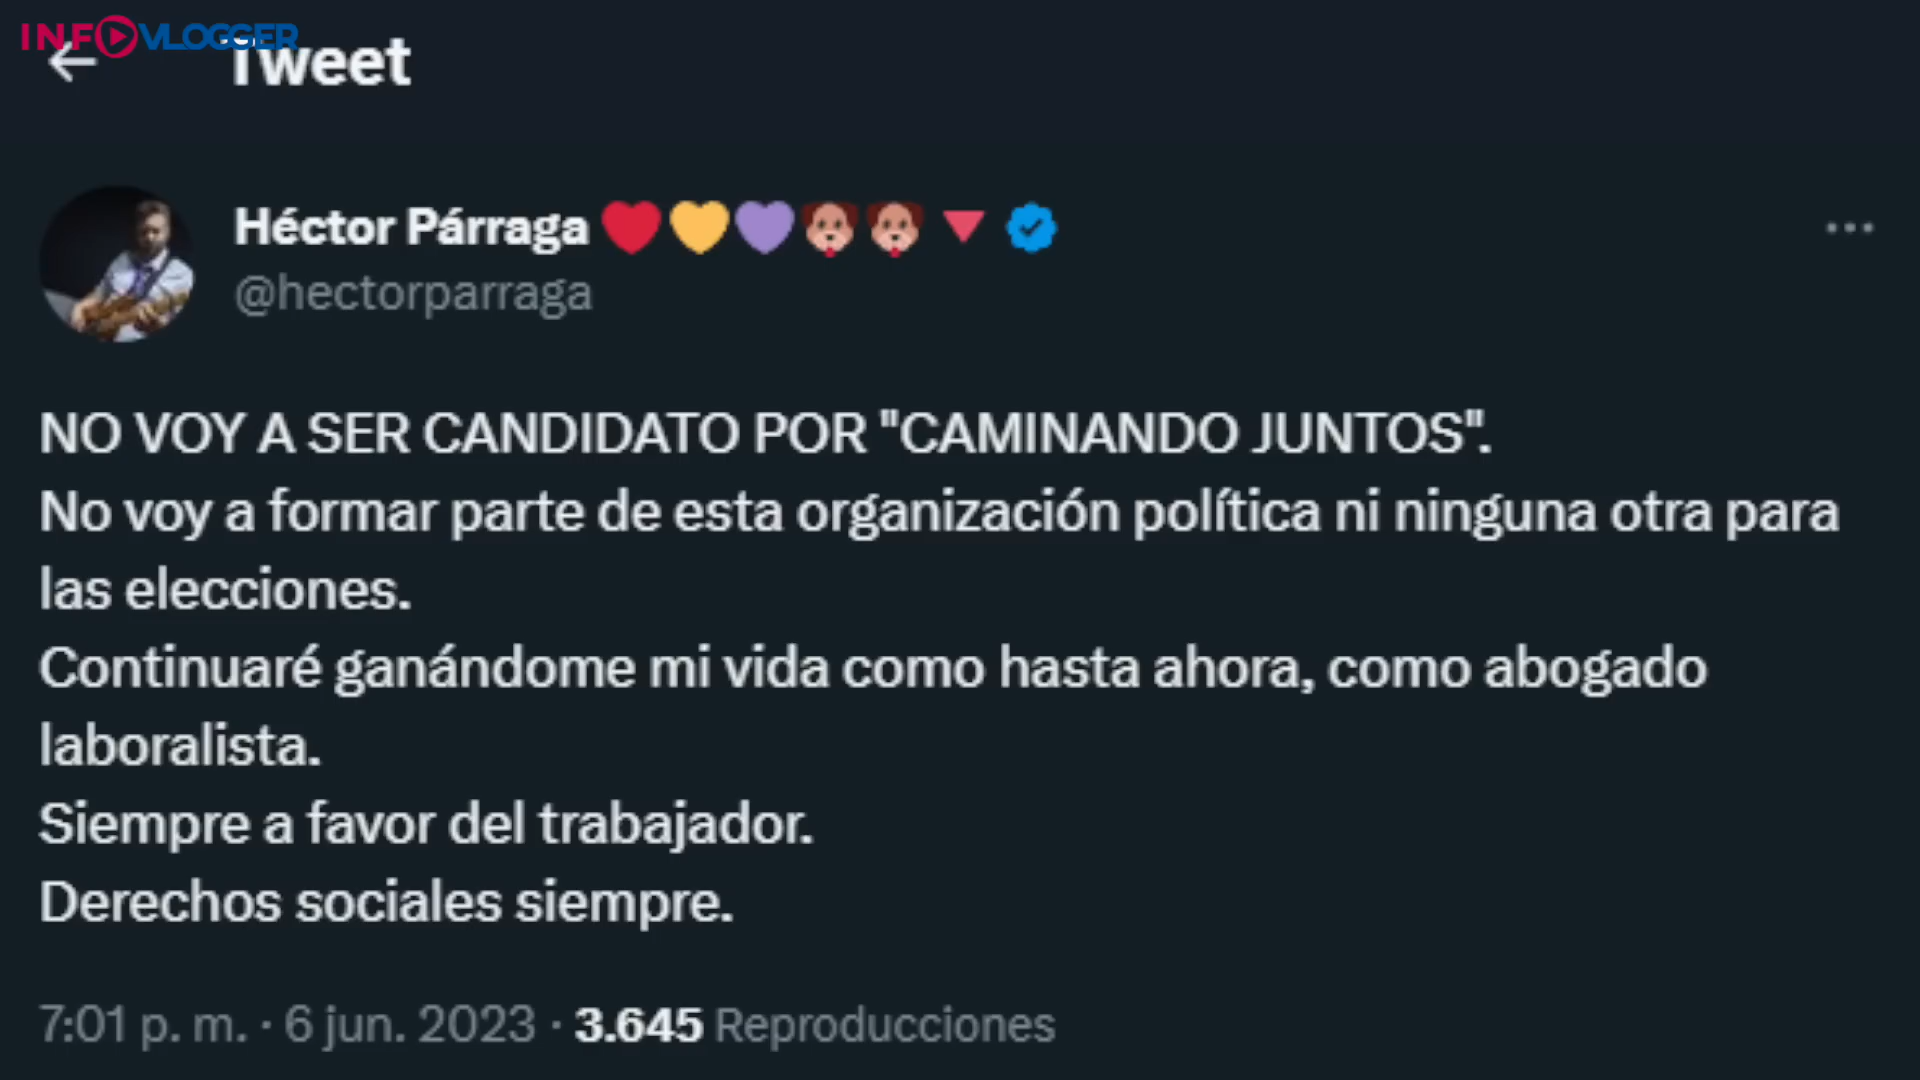 INFOVLOGGER
Tweet
Héctor Párraga
@hectorparraga
NO VOY A SER CANDIDATO POR "CAMINANDO JUNTOS".
No voy a formar parte de esta organización política ni ninguna otra para
las elecciones.
Continuaré ganándome mi vida como hasta ahora, como abogado
laboralista.
Siempre a favor del trabajador.
Derechos sociales siempre.
7:01 p. m. · 6 jun. 2023 · 3.645 Reproducciones